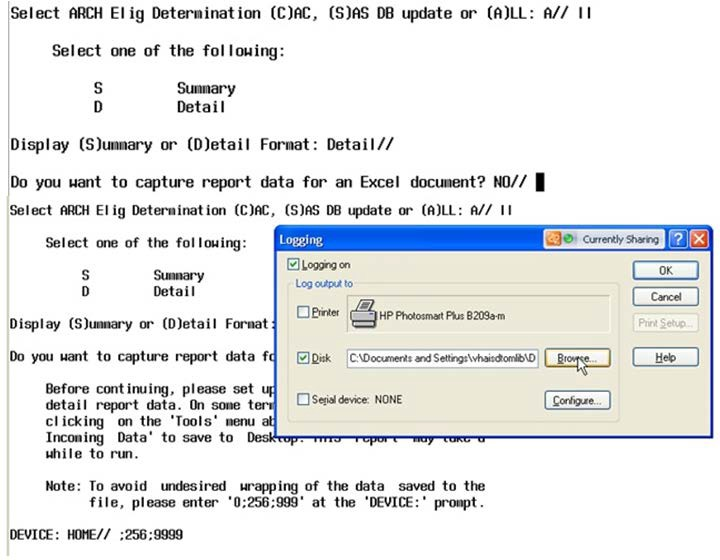 Select ARCH Elig Determination (C)AC, (S)AS DB update or (A)LL: A// ll
Select one of the following:
S Summary
D Detail
Display (S)ummary or (D)etail Format: Detail//
Do you want to capture report data for an Excel document? NO//
Select ARCH Elig Determination (C)AC, (S)AS DB update or (A)LL: A// ll
Select one of the following:
S Summary
D Detail
Display (S)ummary or (D)etail Format:
Do you want to capture report data fo
Before continuing, please set up
detail report data. On some term
clicking on the 'Tools' menu ab
Incoming Data' to save to Desktop. This report may take a
while to run.
Note: To avoid undesired wrapping of the data saved to the
file, please enter '0;256;999' at the 'DEVICE:' prompt.
DEVICE: HOME// ;256;9999
Logging
Currently Sharing
Logging on
Log output to
Printer
HP Photosmart Plus B209a-m
Disk
C:\Documents and Settings\vhaisdtomlib\D
Browse...
Serial device: NONE
Configure...
OK
Cancel
Print Setup...
Help